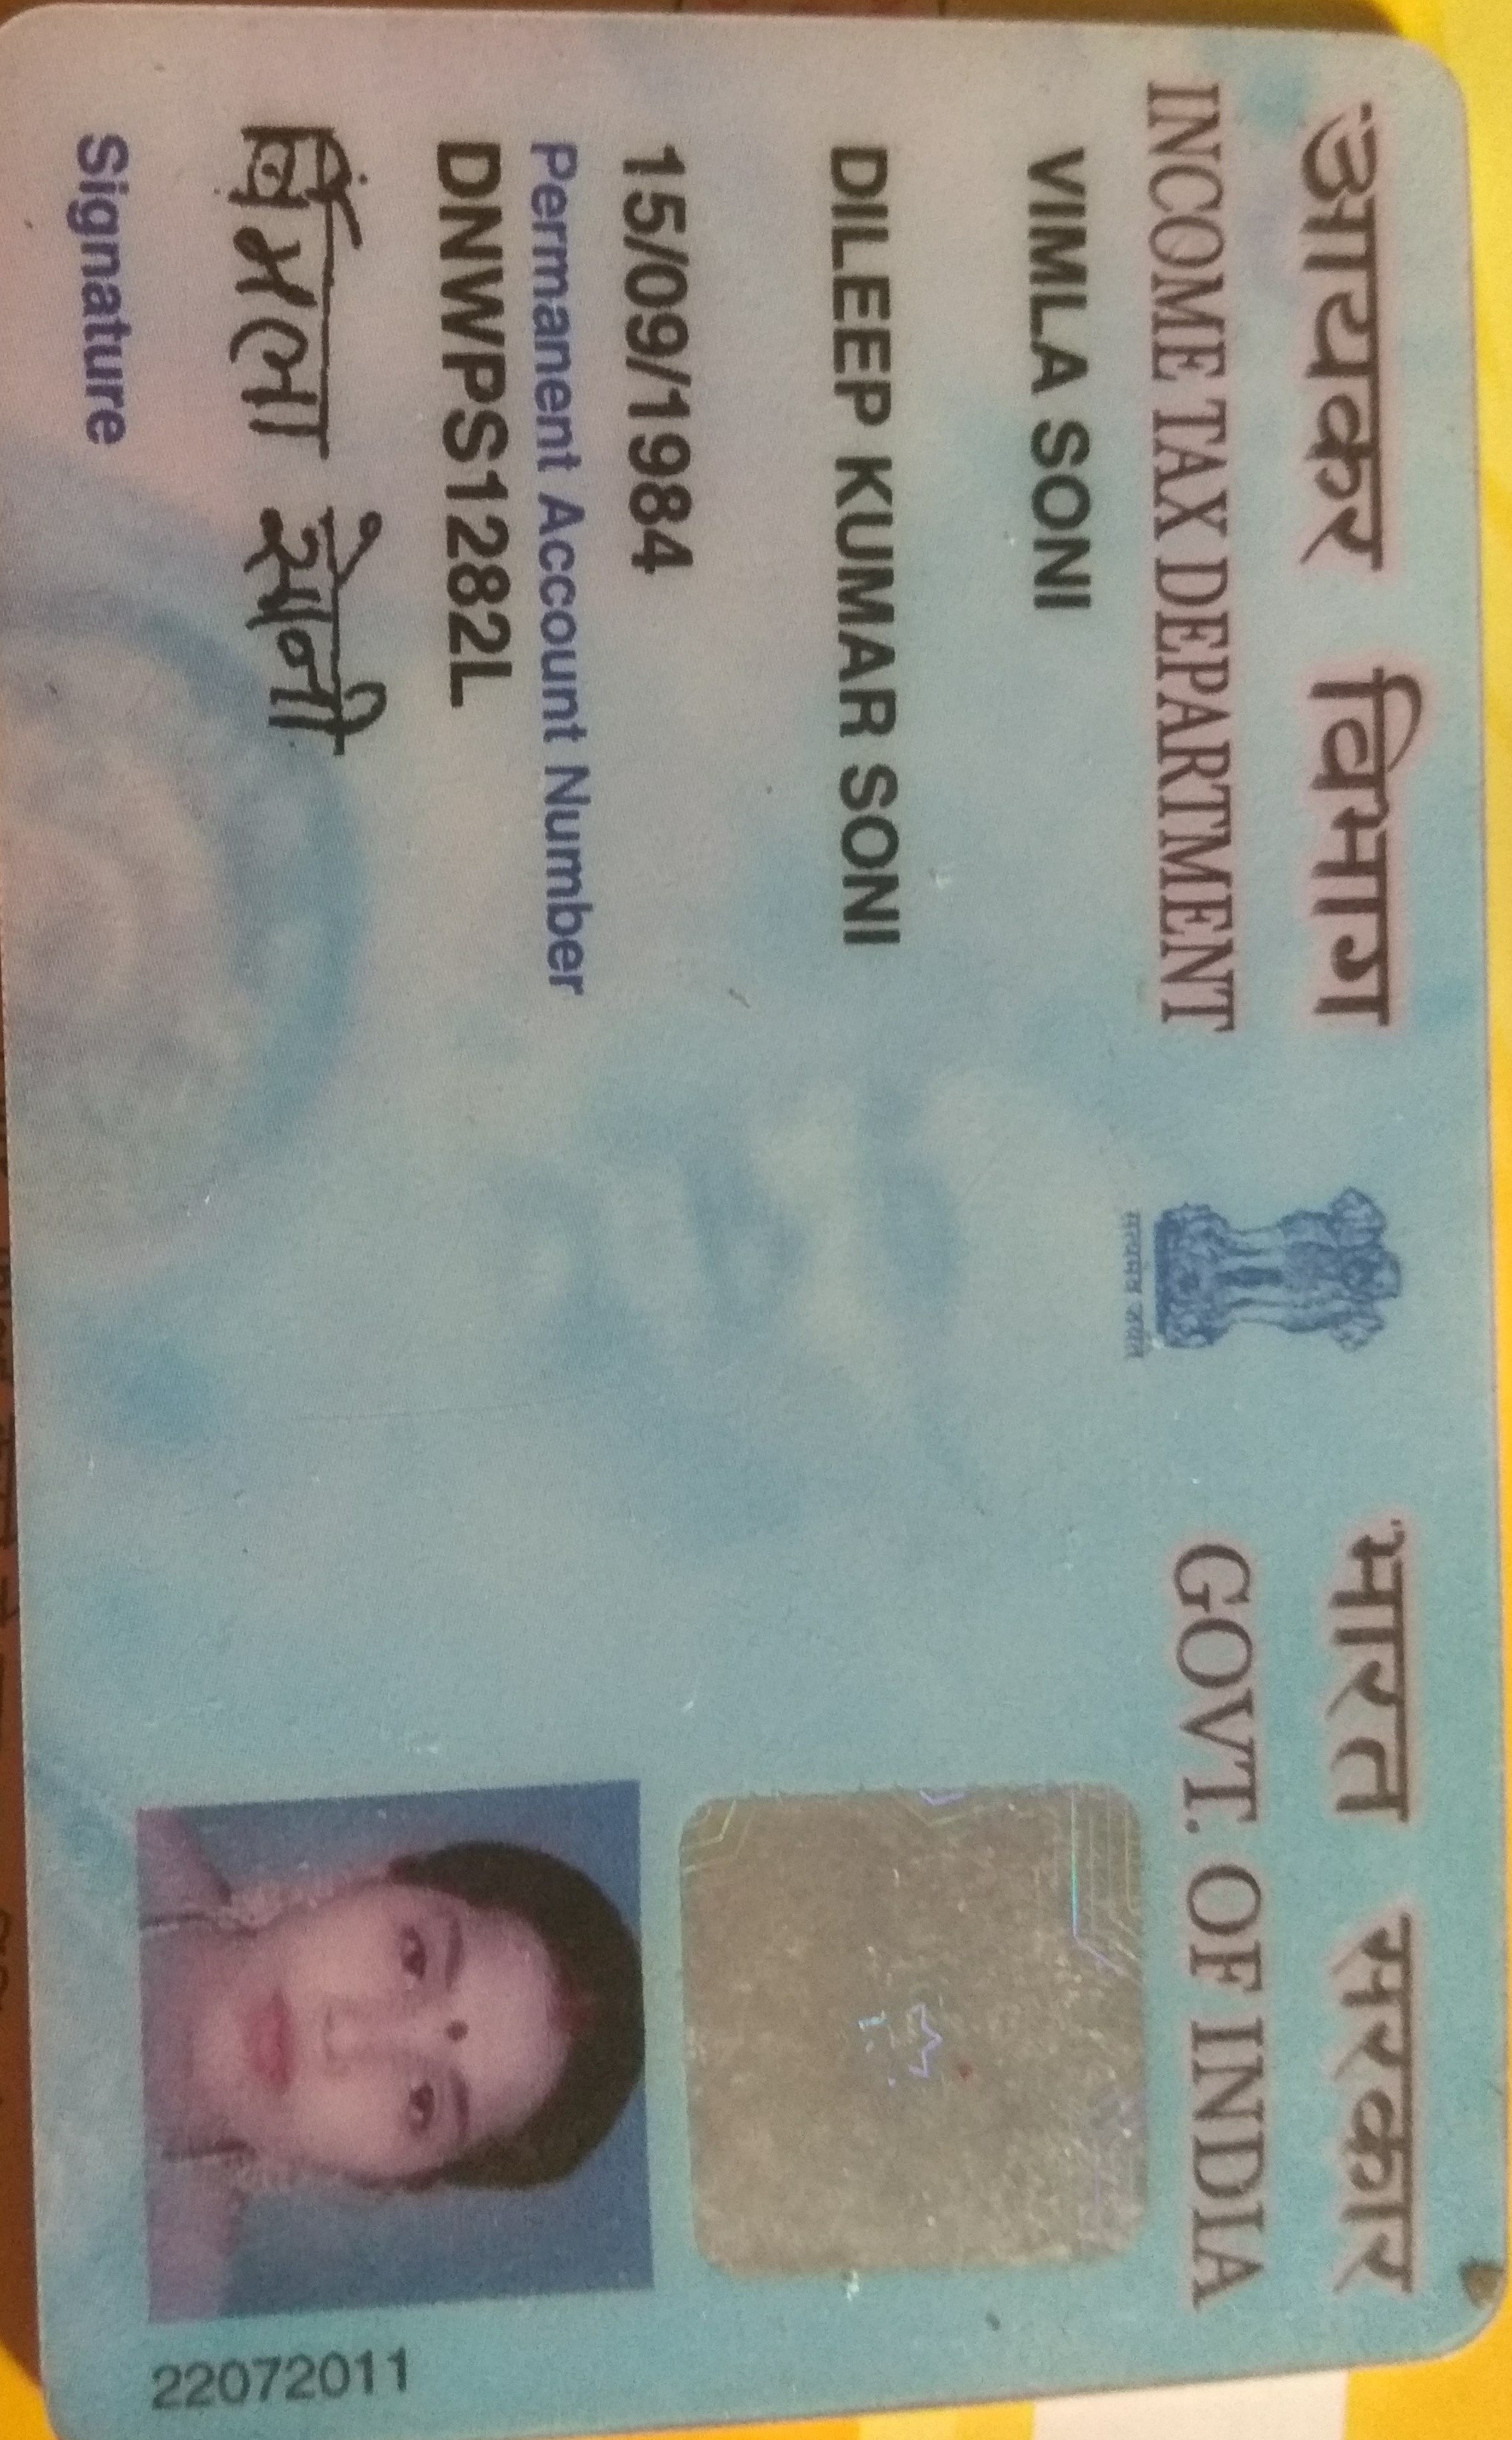 आयकर विभाग भारत सरकार
INCOME TAX DEPARTMENT GOVT. OF INDIA
सत्यमेव जयते
VIMLA SONI
DILEEP KUMAR SONI
15/09/1984
Permanent Account Number
DNWPS1282L
विमला सोनी
Signature
22072011